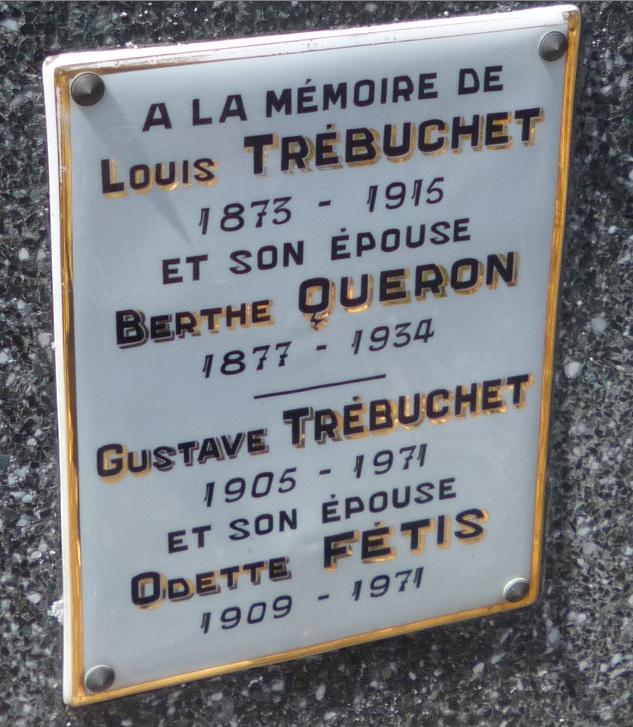 A LA MÉMOIRE DE
LOUIS TRÉBUCHET
1873 - 1915
ET SON ÉPOUSE
BERTHE QUERON
1877 - 1934
GUSTAVE TRÉBUCHET
1905 - 1971
ET SON ÉPOUSE
ODETTE FÉTIS
1909 - 1971